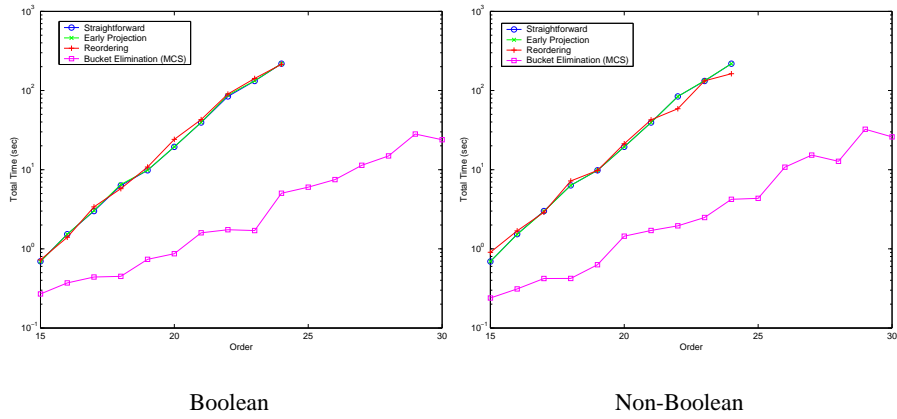 10^3
10^2
10^1
10^0
10^-1
Total Time (sec)
Straightforward
Early Projection
Reordering
Bucket Elimination (MCS)
15
20
25
30
Order
Boolean
10^3
10^2
10^1
10^0
10^-1
Total Time (sec)
Straightforward
Early Projection
Reordering
Bucket Elimination (MCS)
15
20
25
30
Order
Non-Boolean